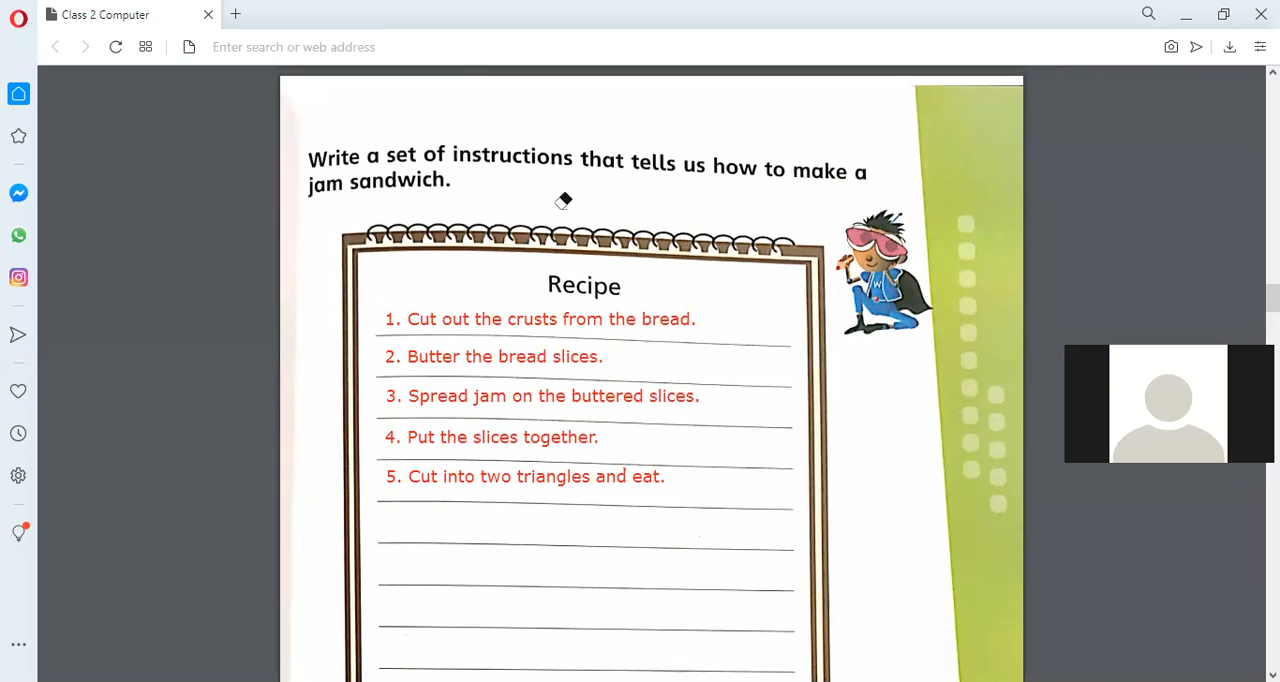 Class 2 Computer
Enter search or web address
Write a set of instructions that tells us how to make a
jam sandwich.
Recipe
1. Cut out the crusts from the bread.
2. Butter the bread slices.
3. Spread jam on the buttered slices.
4. Put the slices together.
5. Cut into two triangles and eat.
W